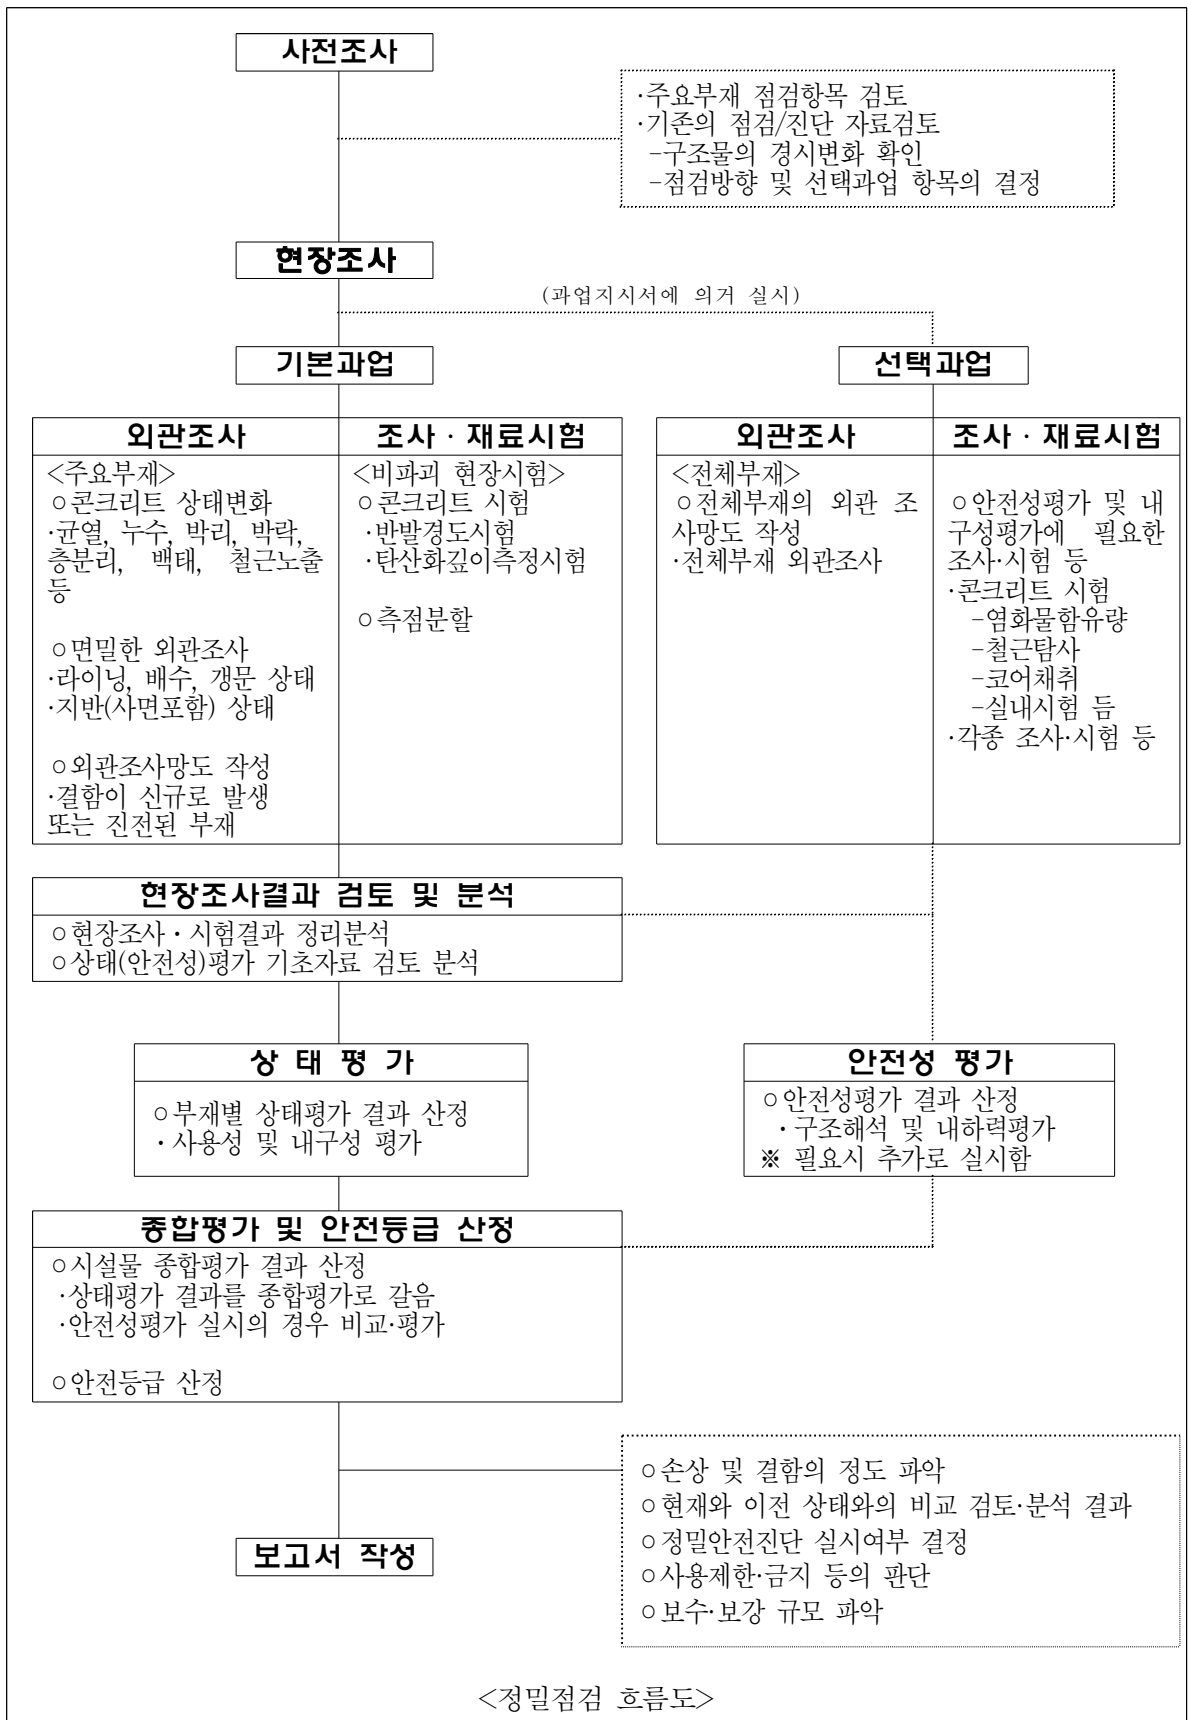 사전조사
·주요부재 점검항목 검토
·기존의 점검/진단 자료검토
-구조물의 경시변화 확인
-점검방향 및 선택과업 항목의 결정
현장조사
(과업지시서에 의거 실시)
기본과업
선택과업
외관조사
<주요부재>
○콘크리트 상태변화
·균열, 누수, 박리, 박락,
층분리, 백태, 철근노출
등
○면밀한 외관조사
·라이닝, 배수, 갱문 상태
·지반(사면포함) 상태
○외관조사망도 작성
·결함이 신규로 발생
또는 진전된 부재
조사·재료시험
<비파괴 현장시험>
○콘크리트 시험
·반발경도시험
·탄산화깊이측정시험
○측점분할
외관조사
<전체부재>
○전체부재의 외관 조
사망도 작성
·전체부재 외관조사
조사·재료시험
○안전성평가 및 내
구성평가에 필요한
조사·시험 등
·콘크리트 시험
-염화물함유량
-철근탐사
-코어채취
-실내시험 듬
·각종 조사·시험 등
현장조사결과 검토 및 분석
○현장조사·시험결과 정리분석
○상태(안전성)평가 기초자료 검토 분석
상 태 평 가
○부재별 상태평가 결과 산정
·사용성 및 내구성 평가
안전성 평가
○안전성평가 결과 산정
·구조해석 및 내하력평가
※ 필요시 추가로 실시함
종합평가 및 안전등급 산정
○시설물 종합평가 결과 산정
·상태평가 결과를 종합평가로 갈음
·안전성평가 실시의 경우 비교·평가
○안전등급 산정
○손상 및 결함의 정도 파악
○현재와 이전 상태와의 비교 검토·분석 결과
○정밀안전진단 실시여부 결정
○사용제한·금지 등의 판단
○보수·보강 규모 파악
보고서 작성
<정밀점검 흐름도>